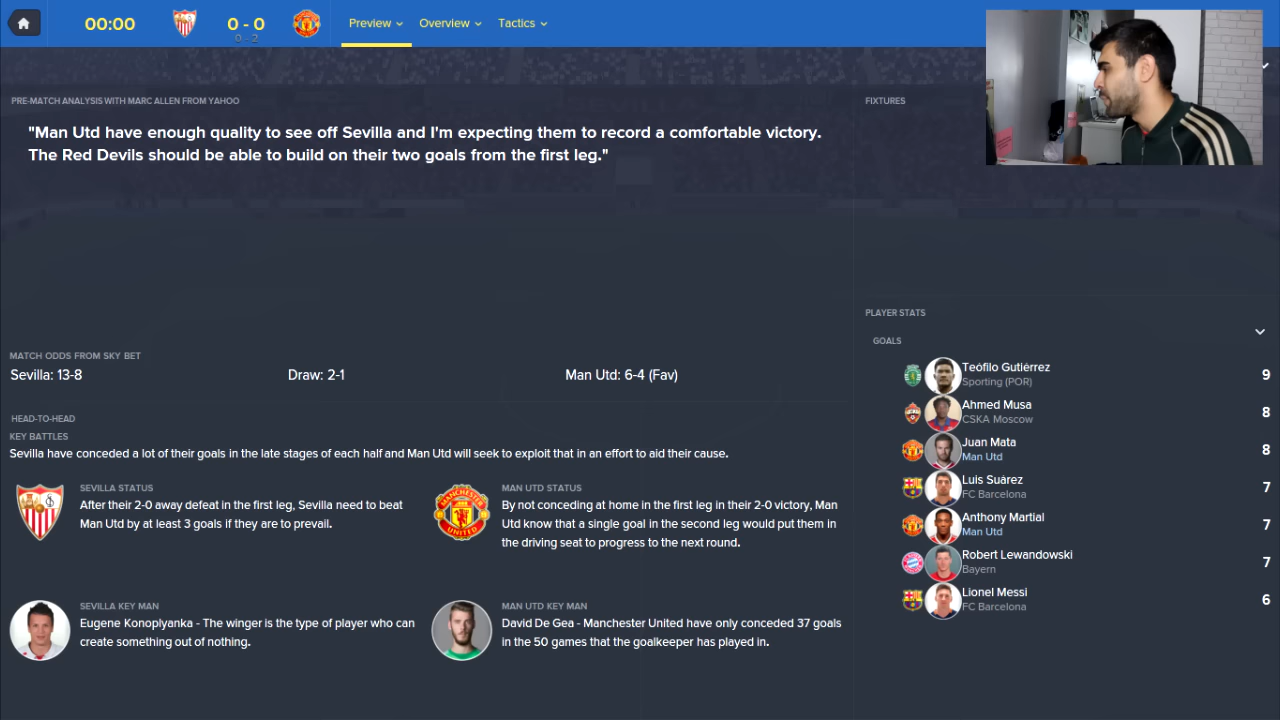 00:00
0 - 0
0 - 2
Preview
Overview
Tactics
PRE-MATCH ANALYSIS WITH MARC ALLEN FROM YAHOO
"Man Utd have enough quality to see off Sevilla and I'm expecting them to record a comfortable victory.
The Red Devils should be able to build on their two goals from the first leg."
MATCH ODDS FROM SKY BET
Sevilla: 13-8
Draw: 2-1
Man Utd: 6-4 (Fav)
HEAD-TO-HEAD
KEY BATTLES
Sevilla have conceded a lot of their goals in the late stages of each half and Man Utd will seek to exploit that in an effort to aid their cause.
SEVILLA STATUS
After their 2-0 away defeat in the first leg, Sevilla need to beat
Man Utd by at least 3 goals if they are to prevail.
MANCHESTER
UNITED
MAN UTD STATUS
By not conceding at home in the first leg in their 2-0 victory, Man
Utd know that a single goal in the second leg would put them in
the driving seat to progress to the next round.
SEVILLA KEY MAN
Eugene Konoplyanka - The winger is the type of player who can
create something out of nothing.
MAN UTD KEY MAN
David De Gea - Manchester United have only conceded 37 goals
in the 50 games that the goalkeeper has played in.
FIXTURES
PLAYER STATS
GOALS
Teófilo Gutiérrez 9
Sporting (POR)
Ahmed Musa 8
CSKA Moscow
Juan Mata 8
Man Utd
Luis Suárez 7
FC Barcelona
Anthony Martial 7
Man Utd
Robert Lewandowski 7
Bayern
Lionel Messi 6
FC Barcelona